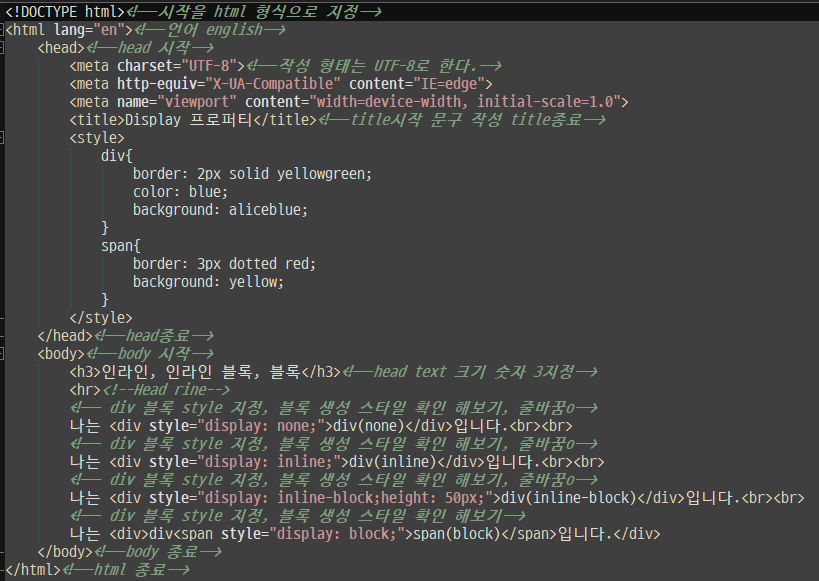 <!DOCTYPE html><!--시작을 html 형식으로 지정-->
<html lang="en"><!--언어 english-->
<head><!--head 시작-->
<meta charset="UTF-8"><!--작성 형태는 UTF-8로 한다.-->
<meta http-equiv="X-UA-Compatible" content="IE=edge">
<meta name="viewport" content="width=device-width, initial-scale=1.0">
<title>Display 프로퍼티</title><!--title시작 문구 작성 title종료-->
<style>
div{
border: 2px solid yellowgreen;
color: blue;
background: aliceblue;
}
span{
border: 3px dotted red;
background: yellow;
}
</style>
</head><!--head종료-->
<body><!--body 시작-->
<h3>인라인, 인라인 블록, 블록</h3><!--head text 크기 숫자 3지정-->
<hr><!--Head rine-->
<!-- div 블록 style 지정, 블록 생성 스타일 확인 해보기, 줄바꿈o-->
나는 <div style="display: none;">div(none)</div>입니다.<br><br>
<!-- div 블록 style 지정, 블록 생성 스타일 확인 해보기, 줄바꿈o-->
나는 <div style="display: inline;">div(inline)</div>입니다.<br><br>
<!-- div 블록 style 지정, 블록 생성 스타일 확인 해보기, 줄바꿈o-->
나는 <div style="display: inline-block;height: 50px;">div(inline-block)</div>입니다.<br><br>
<!-- div 블록 style 지정, 블록 생성 스타일 확인 해보기-->
나는 <div>div<span style="display: block;">span(block)</span>입니다.</div>
</body><!--body 종료-->
</html><!--html 종료-->